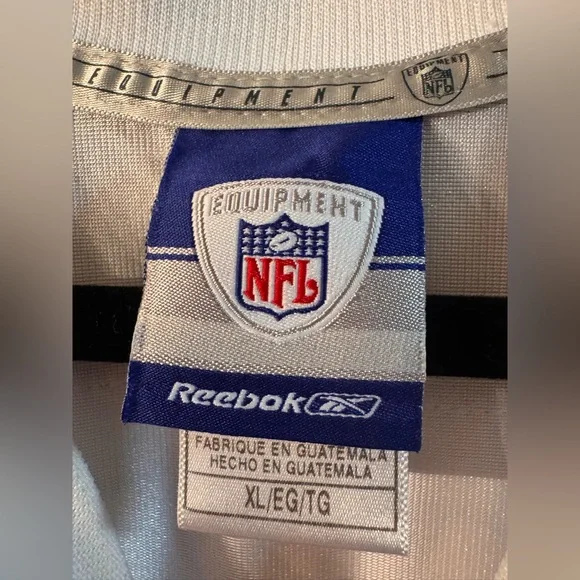 EQUIPMENT
EQUIPMENT
NFL
EQUIPMENT
NFL
Reebok
FABRIQUE EN GUATEMALA
HECHO EN GUATEMALA
XL/EG/TG